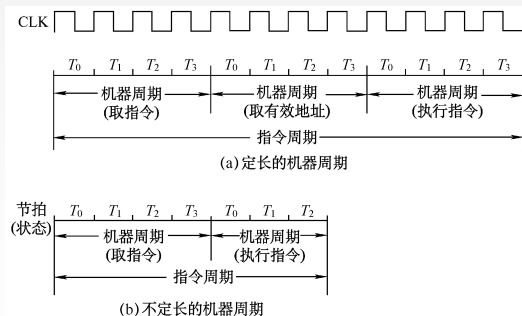 CLK
T₀ T₁ T₂ T₃ T₀ T₁ T₂ T₃ T₀ T₁ T₂ T₃
机器周期 机器周期 机器周期
(取指令) (取有效地址) (执行指令)
指令周期
(a)定长的机器周期
节拍 T₀ T₁ T₂ T₃ T₀ T₁ T₂
(状态)
机器周期 机器周期
(取指令) (执行指令)
指令周期
(b)不定长的机器周期